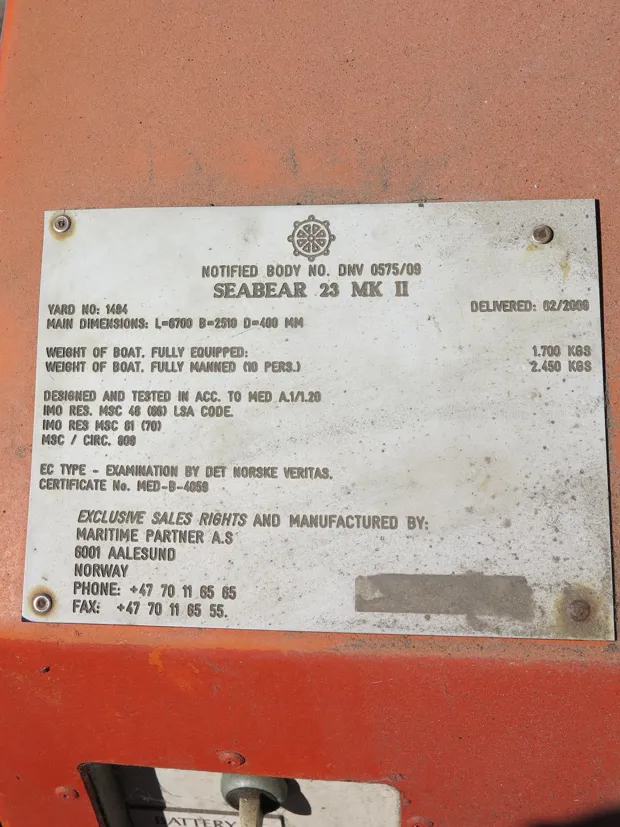 NOTIFIED BODY NO. DNV 0575/09
SEABEAR 23 MK II
YARD NO: 1484
DELIVERED:
MAIN DIMENSIONS: L=6700 B=2510 D=400 MM
WEIGHT OF BOAT. FULLY EQUIPPED: 1.700 KGS
WEIGHT OF BOAT. FULLY MANNED (10 PERS.) 2.450 KGS
DESIGNED AND TESTED IN ACC. TO MED A.1/1.20
IMO RES. MSC 48 (66) LSA CODE.
IMO RES MSC 81 (70)
MSC / CIRC. 809
EC TYPE - EXAMINATION BY DET NORSKE VERITAS.
CERTIFICATE No. MED-B-4059
EXCLUSIVE SALES RIGHTS AND MANUFACTURED BY:
MARITIME PARTNER A.S
6001 AALESUND
NORWAY
PHONE: +47 70 11 65 65
FAX: +47 70 11 65 55.
BATTERY